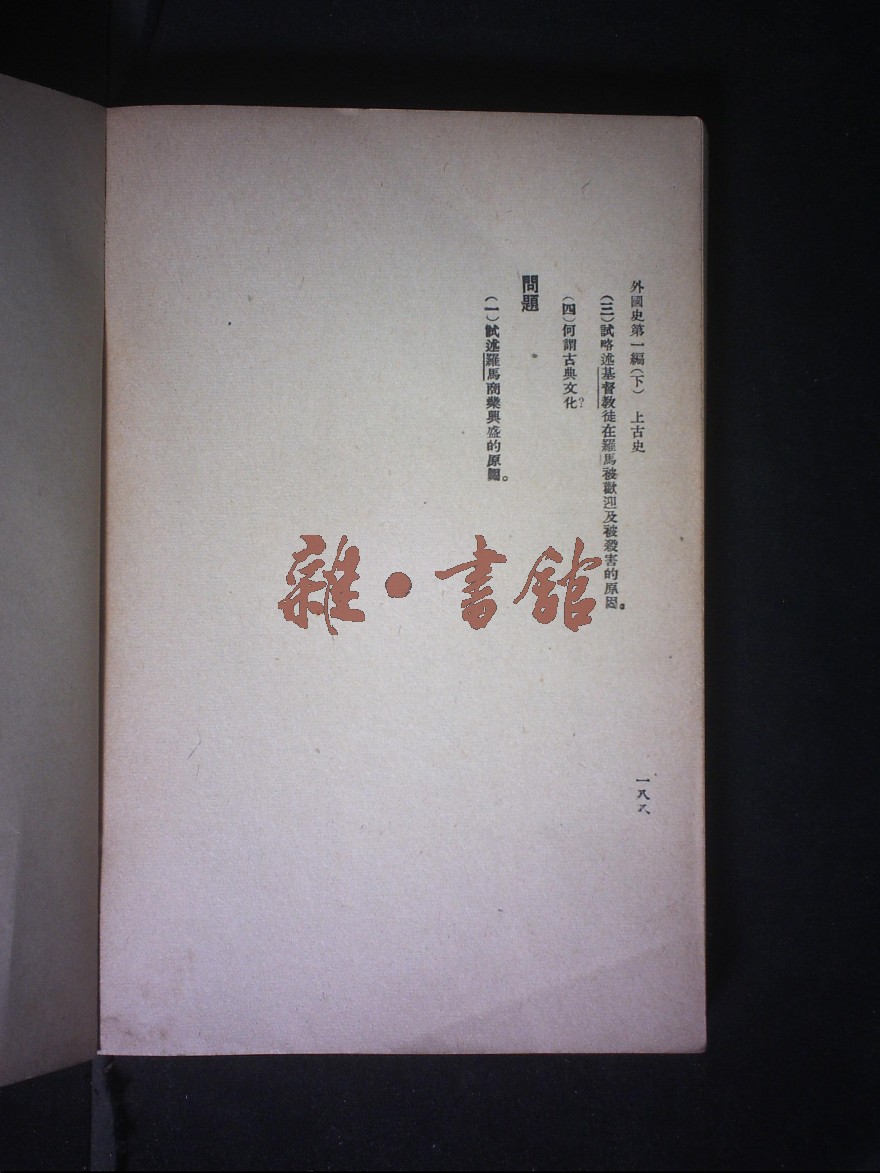 外國史第一編(下) 上古史
(三)試略述基督教徒在羅馬被歡迎及被殺害的原因。
(四)何謂古典文化?
問題
(一)試述羅馬商業興盛的原因。
一八八
雜•書館